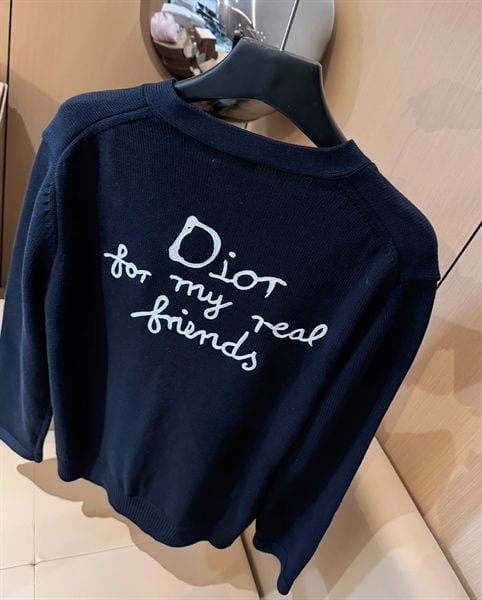 Dior
for my real
friends